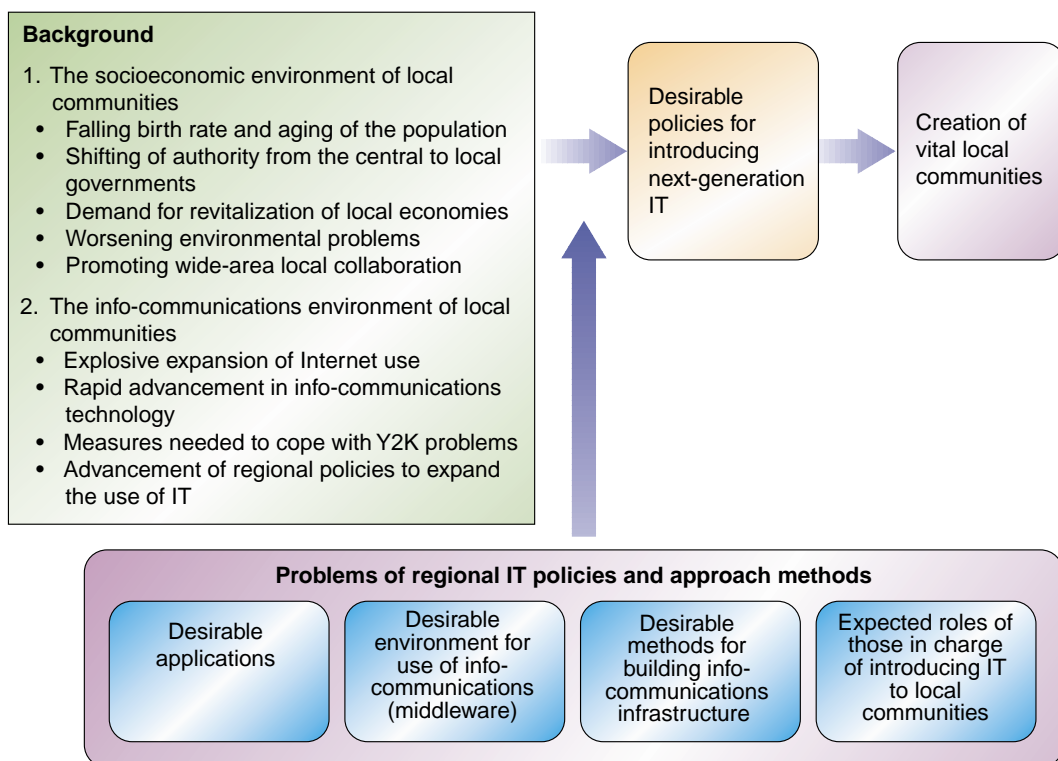 Background
1. The socioeconomic environment of local
communities
• Falling birth rate and aging of the population
• Shifting of authority from the central to local
governments
• Demand for revitalization of local economies
• Worsening environmental problems
• Promoting wide-area local collaboration
2. The info-communications environment of local
communities
• Explosive expansion of Internet use
• Rapid advancement in info-communications
technology
• Measures needed to cope with Y2K problems
• Advancement of regional policies to expand
the use of IT
Desirable
policies for
introducing
next-generation
IT
Creation of
vital local
communities
Problems of regional IT policies and approach methods
Desirable
applications
Desirable
environment for
use of info-
communications
(middleware)
Desirable
methods for
building info-
communications
infrastructure
Expected roles of
those in charge
of introducing IT
to local
communities